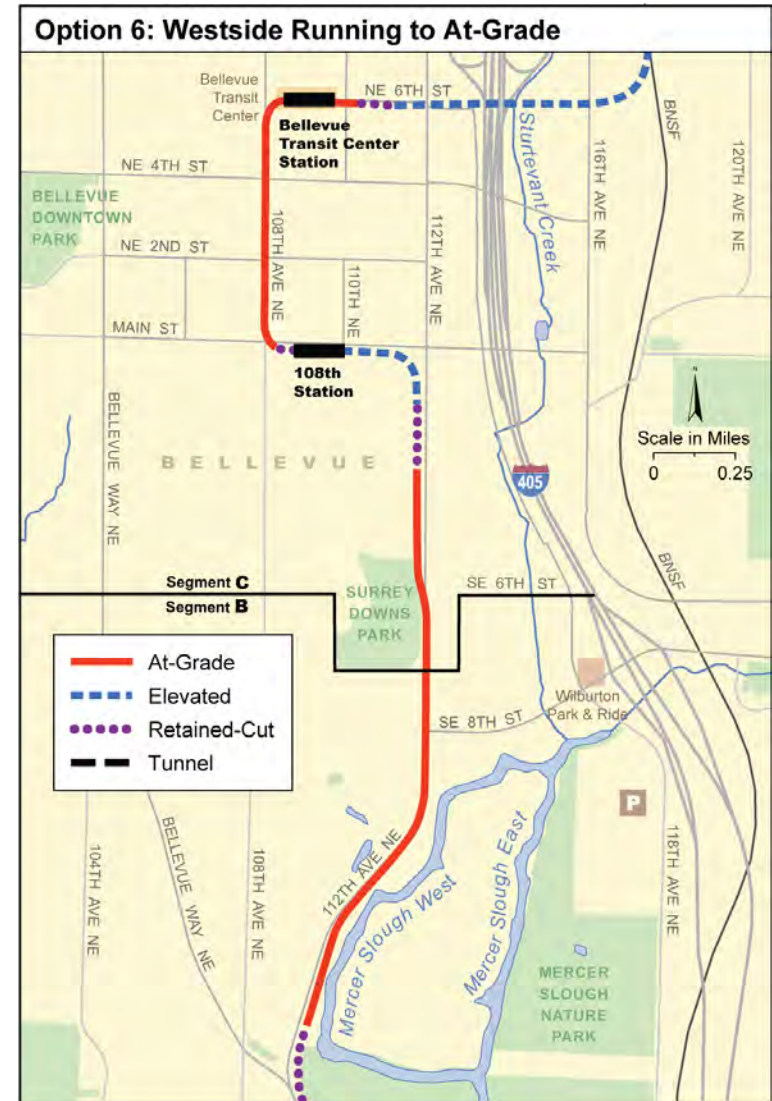 Option 6: Westside Running to At-Grade
Bellevue
Transit
Center
NE 6TH ST
Bellevue
Transit Center
Station
Sturtevant Creek
116TH AVE NE
BNSF
120TH AVE NE
NE 4TH ST
BELLEVUE
DOWNTOWN
PARK
108TH AVE NE
112TH AVE NE
NE 2ND ST
110TH NE
MAIN ST
108th
Station
N
Scale in Miles
0 0.25
BELLEVUE WAY NE
BELLEVUE
405
BNSF
Segment C
Segment B
SURREY
DOWNS
PARK
SE 6TH ST
At-Grade
Elevated
Retained-Cut
Tunnel
Wilburton
Park & Ride
SE 8TH ST
P
104TH AVE NE
BELLEVUE WAY NE
108TH AVE NE
112TH AVE NE
Mercer Slough West
Mercer Slough East
118TH AVE NE
MERCER
SLOUGH
NATURE
PARK